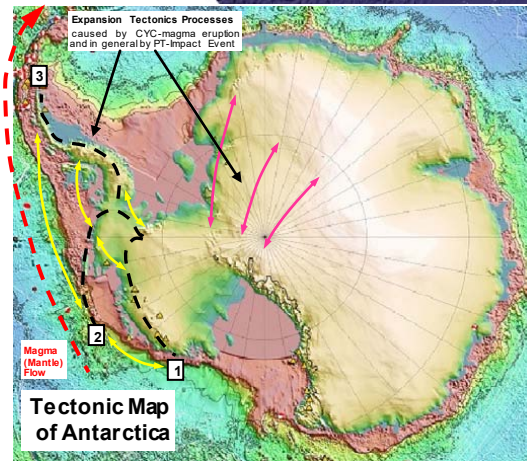 Expansion Tectonics Processes
caused by CYC-magma eruption
and in general by PT-Impact Event
3
2
1
Magma
(Mantle)
Flow
Tectonic Map
of Antarctica